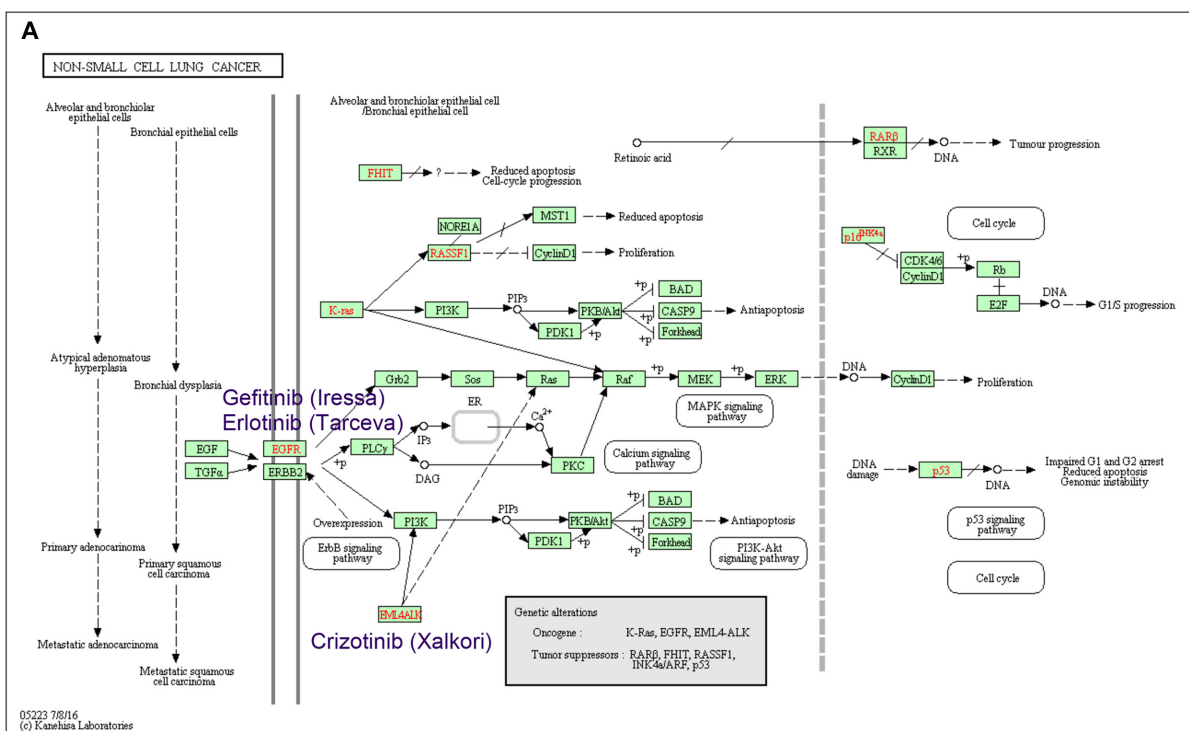 A
NON-SMALL CELL LUNG CANCER
Alveolar and bronchiolar
epithelial cells
Bronchial epithelial cells
Atypical adenomatous
hyperplasia
Bronchial dysplasia
Primary adenocarinoma
Primary squamous
cell carcinoma
Metastatic adenocarcinoma
Metastatic squamous
cell carcinoma
Alveolar and bronchiolar epithelial cell
/Bronchial epithelial cell
Retinoic acid
RARβ
RXR
DNA
Tumour progression
FHIT
?
Reduced apoptosis
Cell-cycle progression
NORE1A
MST1
Reduced apoptosis
RASSF1
CyclinD1
Proliferation
K-ras
PI3K
PIP3
PKB/Akt
PDK1
+p
+p
+p
+p
BAD
CASP9
Forkhead
Antiapoptosis
p16INK4a
Cell cycle
CDK4/6
CyclinD1
+p
Rb
E2F
DNA
G1/S progression
Gefitinib (Iressa)
Erlotinib (Tarceva)
Grb2
Sos
Ras
Raf
+p
MEK
+p
ERK
DNA
CyclinD1
Proliferation
MAPK signaling
pathway
EGF
TGFα
EGFR
ERBB2
+p
PLCγ
IP3
DAG
ER
Ca2+
PKC
Calcium signaling
pathway
DNA
damage
p53
DNA
Impaired G1 and G2 arrest
Reduced apoptosis
Genomic instability
Overexpression
ErbB signaling
pathway
PI3K
PIP3
PKB/Akt
PDK1
+p
+p
+p
+p
BAD
CASP9
Forkhead
Antiapoptosis
PI3K-Akt
signaling pathway
p53 signaling
pathway
Cell cycle
EML4ALK
Crizotinib (Xalkori)
Genetic alterations
Oncogene : K-Ras, EGFR, EML4-ALK
Tumor suppressors : RARβ, FHIT, RASSF1,
INK4a/ARF, p53
05223 7/8/16
(c) Kanehisa Laboratories